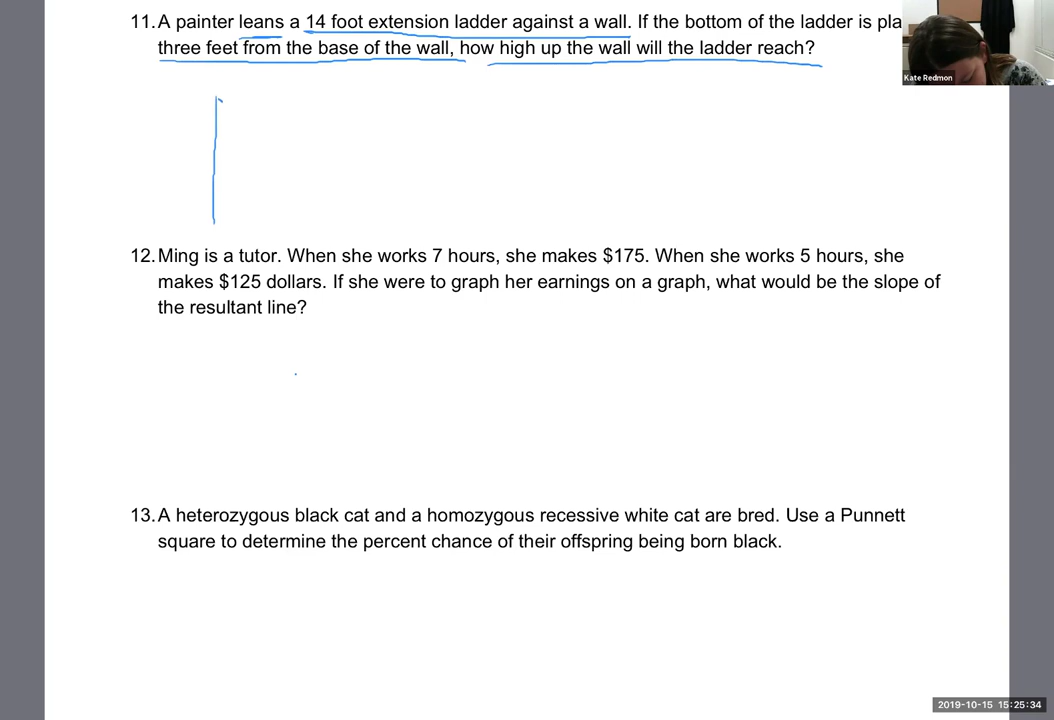 11. A painter leans a 14 foot extension ladder against a wall. If the bottom of the ladder is pla
three feet from the base of the wall, how high up the wall will the ladder reach?
Kate Redmon
12. Ming is a tutor. When she works 7 hours, she makes $175. When she works 5 hours, she
makes $125 dollars. If she were to graph her earnings on a graph, what would be the slope of
the resultant line?
13. A heterozygous black cat and a homozygous recessive white cat are bred. Use a Punnett
square to determine the percent chance of their offspring being born black.
2019-10-15 15:25:34